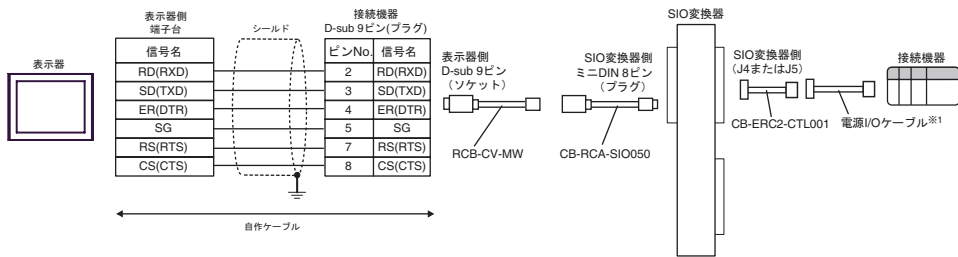 表示器
表示器側
端子台
信号名
RD(RXD)
SD(TXD)
ER(DTR)
SG
RS(RTS)
CS(CTS)
シールド
接続機器
D-sub 9ピン(プラグ)
ピンNo. 信号名
2 RD(RXD)
3 SD(TXD)
4 ER(DTR)
5 SG
7 RS(RTS)
8 CS(CTS)
自作ケーブル
表示器側
D-sub 9ピン
(ソケット)
RCB-CV-MW
SIO変換器側
ミニDIN 8ピン
(プラグ)
CB-RCA-SIO050
SIO変換器
SIO変換器側
(J4またはJ5)
CB-ERC2-CTL001
電源I/Oケーブル※1
接続機器